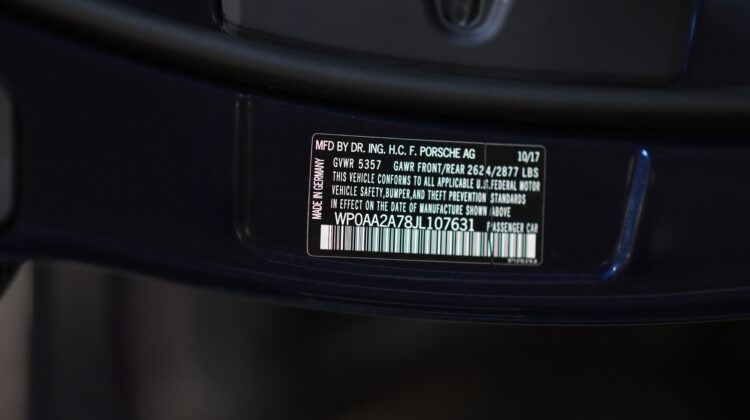 MFD BY DR. ING. H.C. F. PORSCHE AG 10/17
GVWR 5357 GAWR FRONT/REAR 2624/2877 LBS
THIS VEHICLE CONFORMS TO ALL APPLICABLE U.S.FEDERAL MOTOR
VEHICLE SAFETY,BUMPER,AND THEFT PREVENTION STANDARDS
IN EFFECT ON THE DATE OF MANUFACTURE SHOWN ABOVE.
WP0AA2A78JL107631 PASSENGER CAR
MADE IN GERMANY